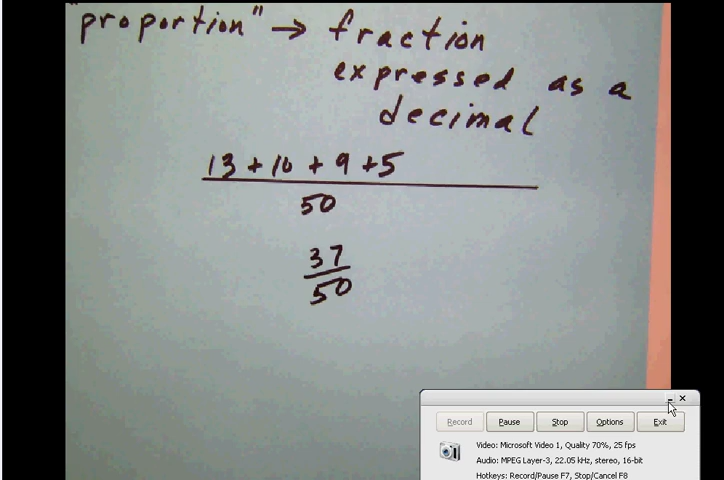 "proportion" → fraction
expressed as a
decimal
13 + 10 + 9 + 5
50
37
50
Record Pause Stop Options Exit
Video: Microsoft Video 1, Quality 70%, 25 fps
Audio: MPEG Layer-3, 22.05 kHz, stereo, 16-bit
Hotkeys: Record/Pause F7, Stop/Cancel F8